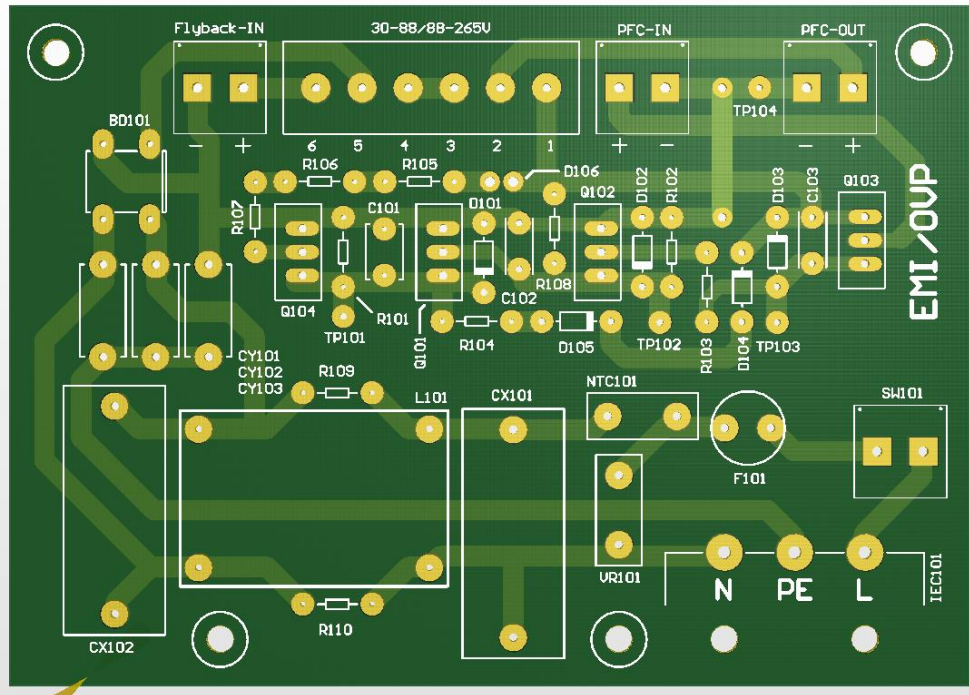 Flyback-IN
30-88/88-265V
PFC-IN
PFC-OUT
TP104
BD101
- +
6 5 4 3 2 1
+ -
- +
R106
R105
D106
R107
C101
D101
Q102
D102
R102
D103
C103
Q103
EMI/OVP
Q104
R101
TP101
Q101
C102
R108
R104
D105
TP102
R103
D104
TP103
CY101
CY102
CY103
R109
L101
CX101
NTC101
SW101
F101
VR101
N PE L
IEC101
R110
CX102